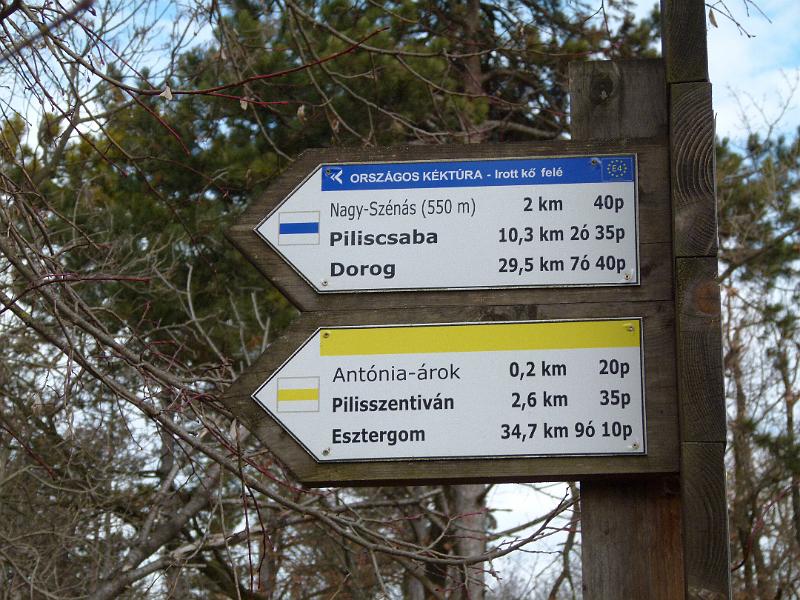 ORSZÁGOS KÉKTÚRA - Irott kő felé E4
Nagy-Szénás (550 m) 2 km 40p
Piliscsaba 10,3 km 2ó 35p
Dorog 29,5 km 7ó 40p
Antónia-árok 0,2 km 20p
Pilisszentiván 2,6 km 35p
Esztergom 34,7 km 9ó 10p